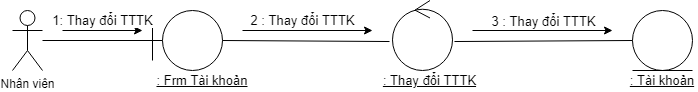 1: Thay đổi TTTK
2 : Thay đổi TTTK
3 : Thay đổi TTTK
Nhân viên
: Frm Tài khoản
: Thay đổi TTTK
: Tài khoản